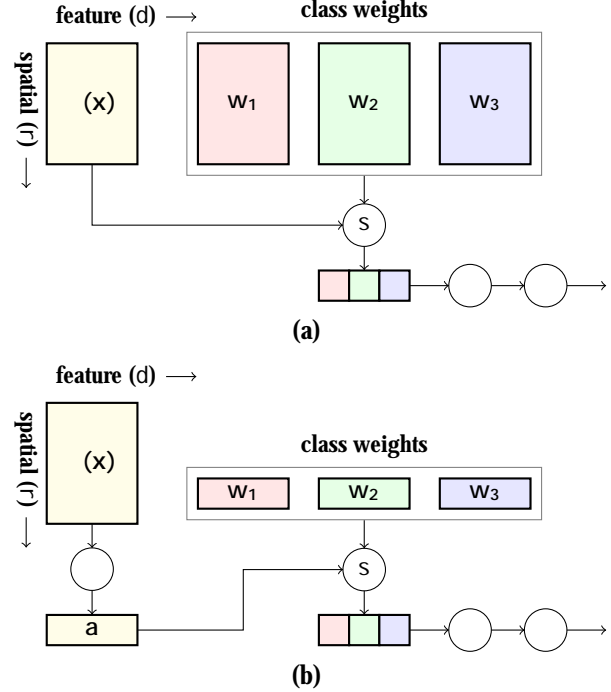 feature (d)
class weights
spatial (r)
(x)
w1
w2
w3
s
(a)
feature (d)
spatial (r)
(x)
class weights
w1
w2
w3
s
a
(b)